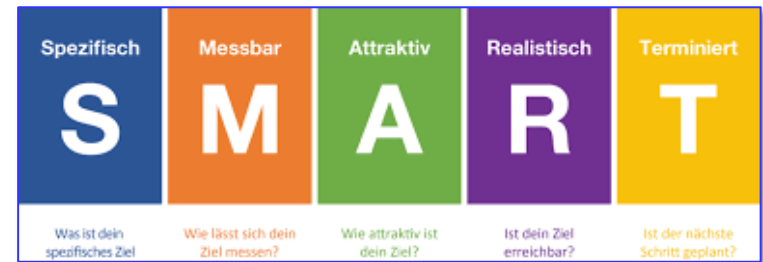 Spezifisch
Messbar
Attraktiv
Realistisch
Terminiert
S
M
A
R
T
Was ist dein
spezifisches Ziel
Wie lässt sich dein
Ziel messen?
Wie attraktiv ist
dein Ziel?
Ist dein Ziel
erreichbar?
Ist der nächste
Schritt geplant?